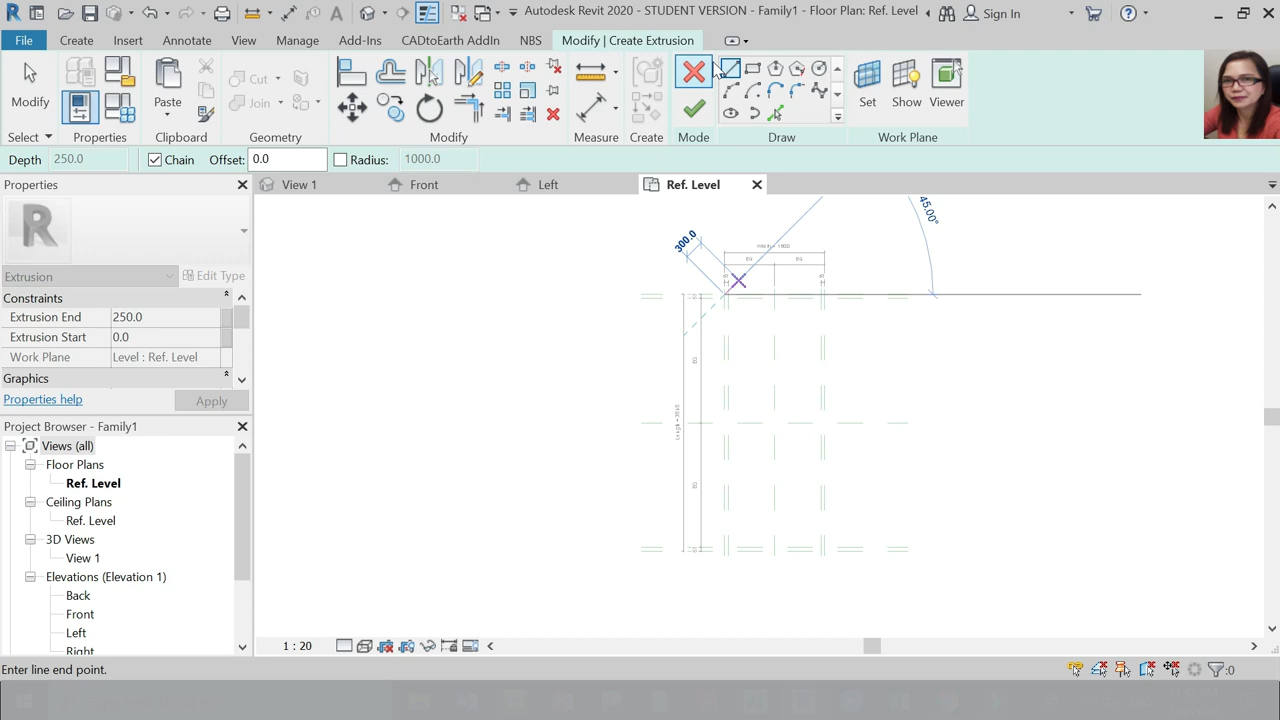 Autodesk Revit 2020 - STUDENT VERSION - Family1 - Floor Plan: Ref. Level
Sign In
File Create Insert Annotate View Manage Add-Ins CADtoEarth AddIn NBS Modify | Create Extrusion
Modify Paste Cut Join Set Show Viewer
Select Properties Clipboard Geometry Modify Measure Create Mode Draw Work Plane
Depth 250.0 Chain Offset: 0.0 Radius: 1000.0
Properties
View 1 Front Left Ref. Level
Extrusion Edit Type
Constraints
Extrusion End 250.0
Extrusion Start 0.0
Work Plane Level : Ref. Level
Graphics
Properties help Apply
Project Browser - Family1
Views (all)
Floor Plans
Ref. Level
Ceiling Plans
Ref. Level
3D Views
View 1
Elevations (Elevation 1)
Back
Front
Left
Right
45.00°
300.0
EQ EQ
EQ
EQ
1 : 20
Enter line end point.
:0